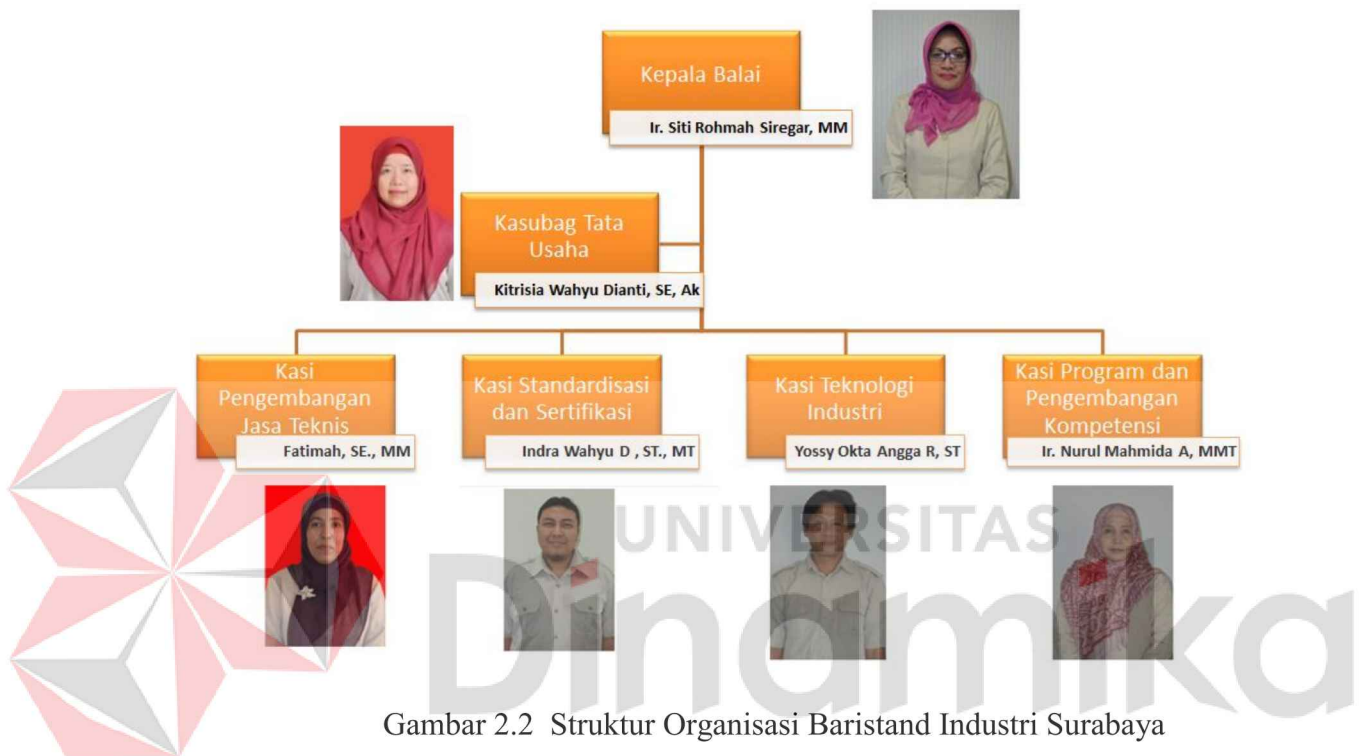 Kepala Balai
Ir. Siti Rohmah Siregar, MM
Kasubag Tata
Usaha
Kitrisia Wahyu Dianti, SE, Ak
Kasi
Pengembangan
Jasa Teknis
Fatimah, SE., MM
Kasi Standardisasi
dan Sertifikasi
Indra Wahyu D , ST., MT
Kasi Teknologi
Industri
Yossy Okta Angga R, ST
Kasi Program dan
Pengembangan
Kompetensi
Ir. Nurul Mahmida A, MMT
UNIVERSITAS
Dinamika
Gambar 2.2 Struktur Organisasi Baristand Industri Surabaya